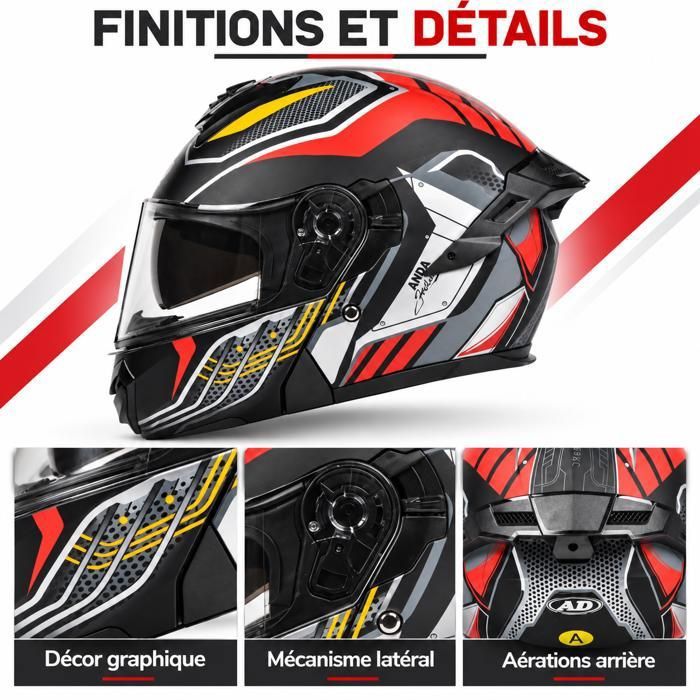 FINITIONS ET DÉTAILS
ANDA
AD
A
Décor graphique
Mécanisme latéral
Aérations arrière